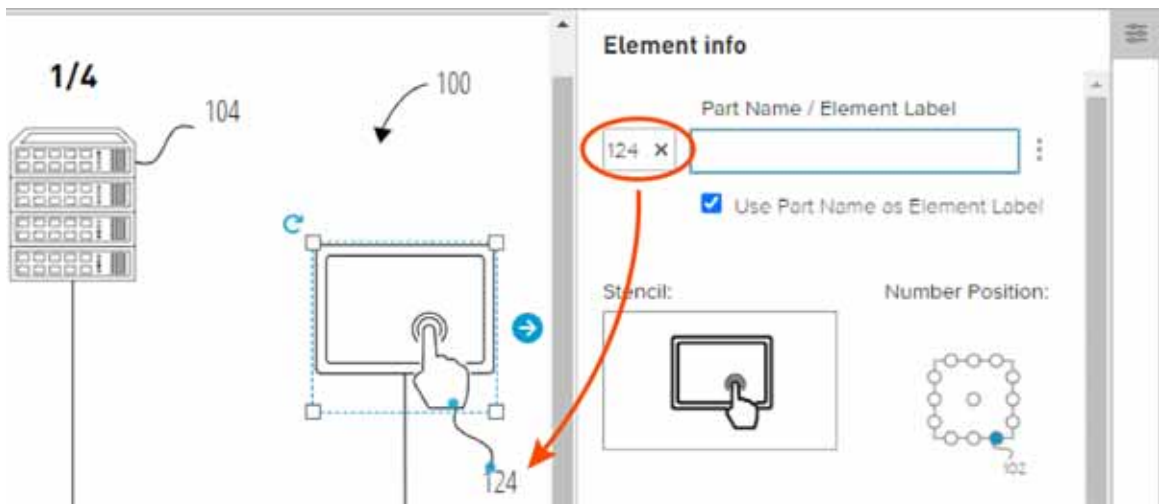 1/4
104
100
124
Element info
Part Name / Element Label
124 ×
Use Part Name as Element Label
Stencil:
Number Position:
102